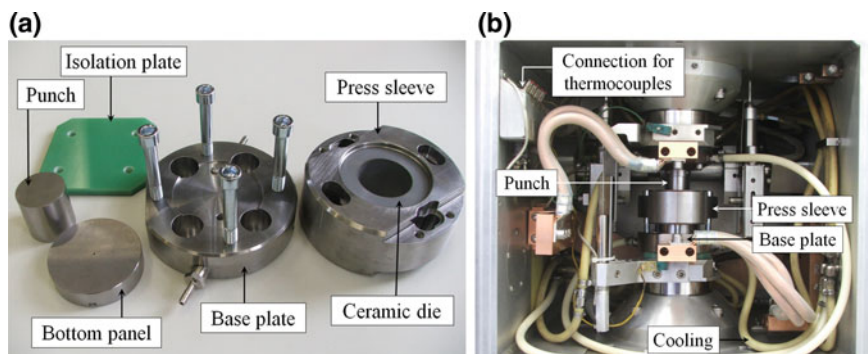 (a)
Isolation plate
Punch
Press sleeve
Bottom panel
Base plate
Ceramic die
(b)
Connection for
thermocouples
Punch
Press sleeve
Base plate
Cooling